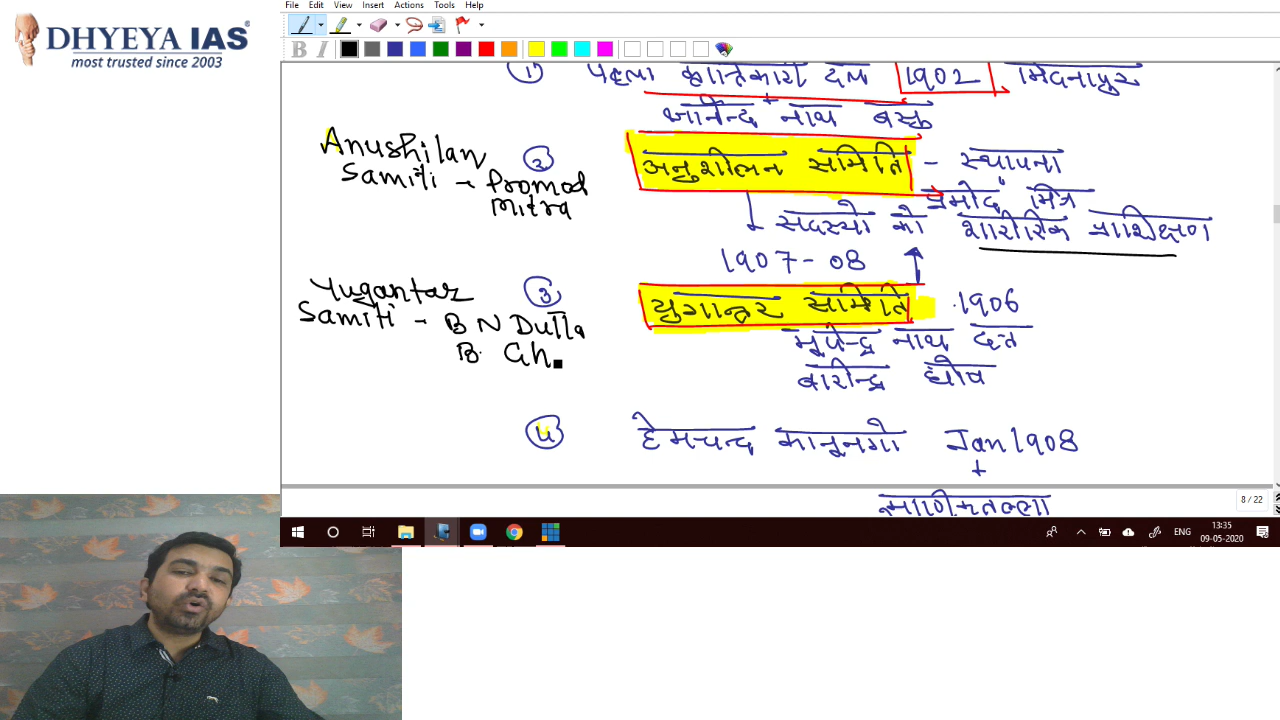 DHYEYA IAS®
most trusted since 2003
File Edit View Insert Actions Tools Help
B I
① पहला क्रान्तिकारी दल 1902 मिदनापुर
+
ज्ञानेन्द्र नाथ बसु
Anushilan
Samiti - Promod
Mitra
② अनुशीलन समिति - स्थापना
प्रमोद मित्र
सदस्यो को शारीरिक प्रशिक्षण
1907-08
Yugantar
Samiti - B N Dutta
B. Gh
③ युगान्तर समिति 1906
भूपेन्द्र नाथ दत्त
बारीन्द्र घोष
④ हेमचन्द कानूनगो Jan 1908
+
माणीकतल्ला
8 / 22
ENG
13:35
09-05-2020